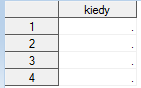 kiedy
1 .
2 .
3 .
4 .